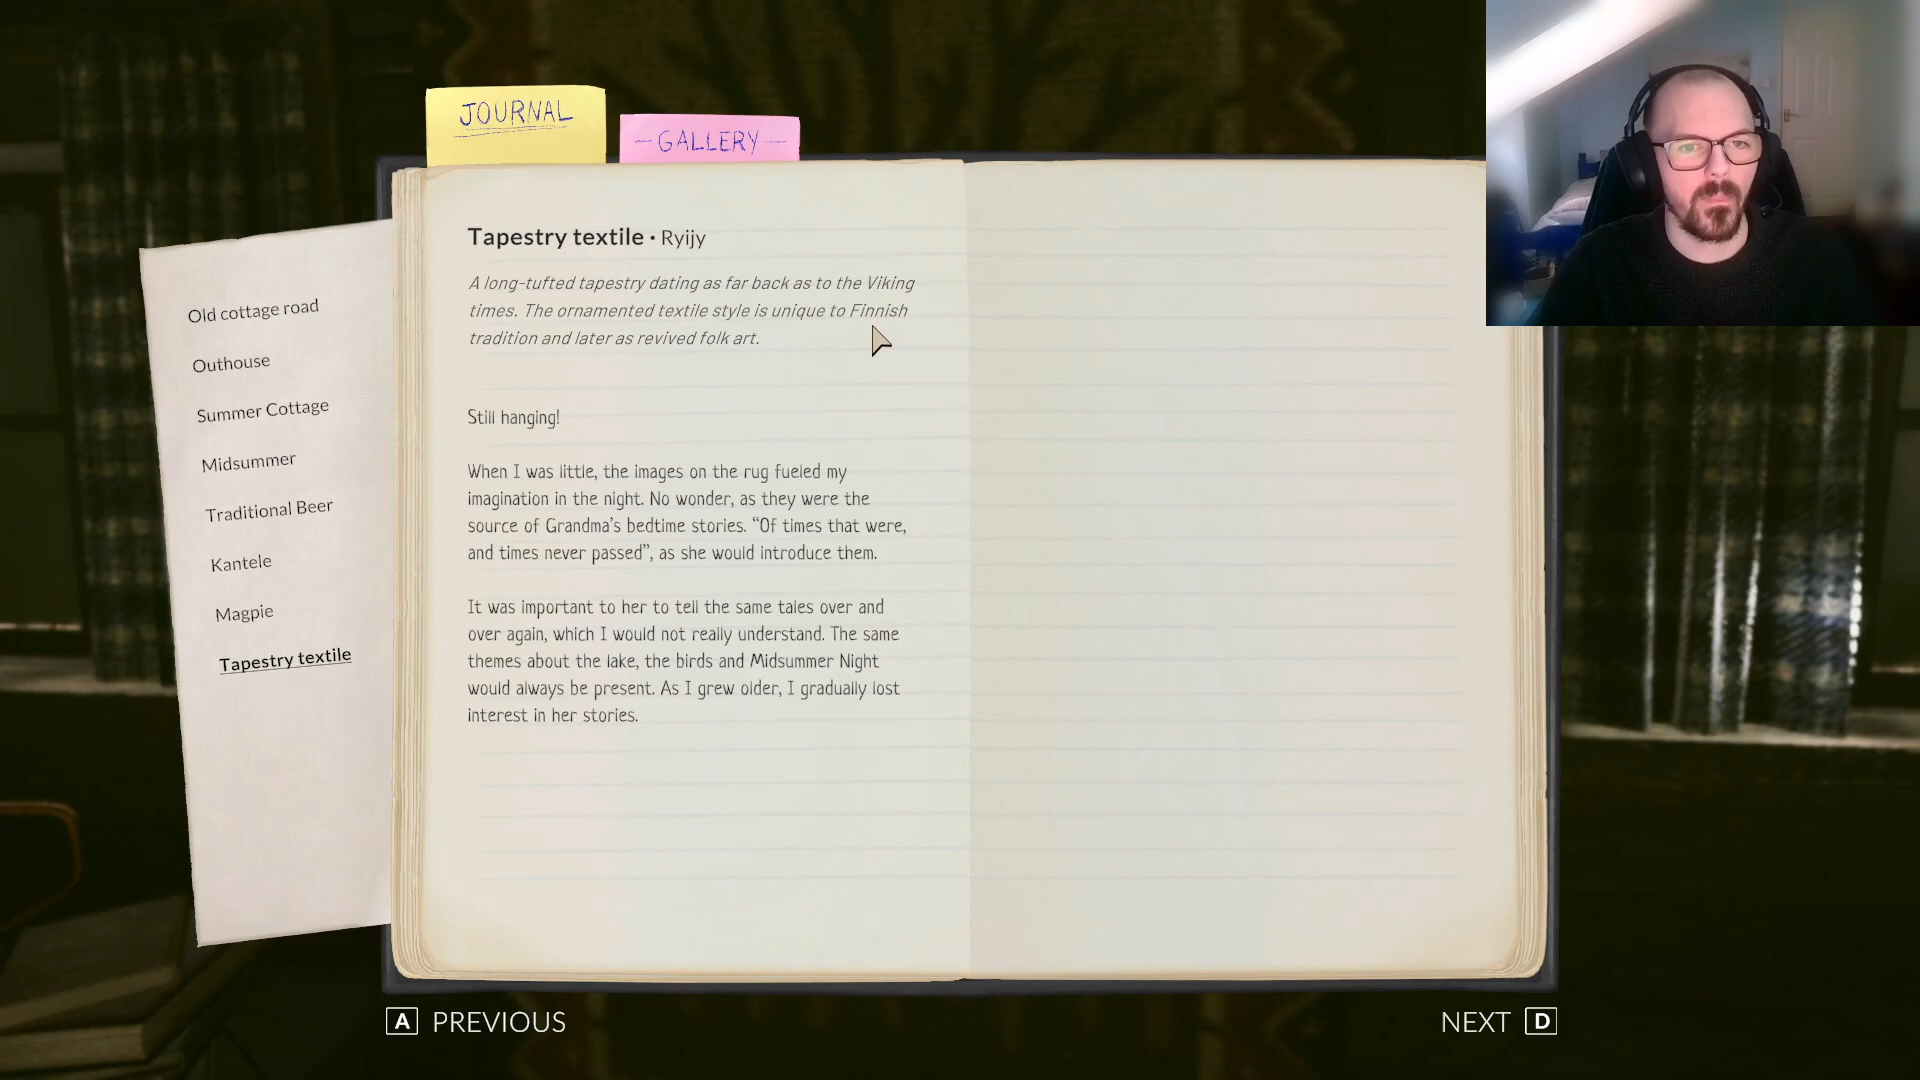 JOURNAL
GALLERY
Old cottage road
Outhouse
Summer Cottage
Midsummer
Traditional Beer
Kantele
Magpie
Tapestry textile
Tapestry textile • Ryijy
A long-tufted tapestry dating as far back as to the Viking
times. The ornamented textile style is unique to Finnish
tradition and later as revived folk art.
Still hanging!
When I was little, the images on the rug fueled my
imagination in the night. No wonder, as they were the
source of Grandma's bedtime stories. “Of times that were,
and times never passed”, as she would introduce them.
It was important to her to tell the same tales over and
over again, which I would not really understand. The same
themes about the lake, the birds and Midsummer Night
would always be present. As I grew older, I gradually lost
interest in her stories.
A PREVIOUS
NEXT D